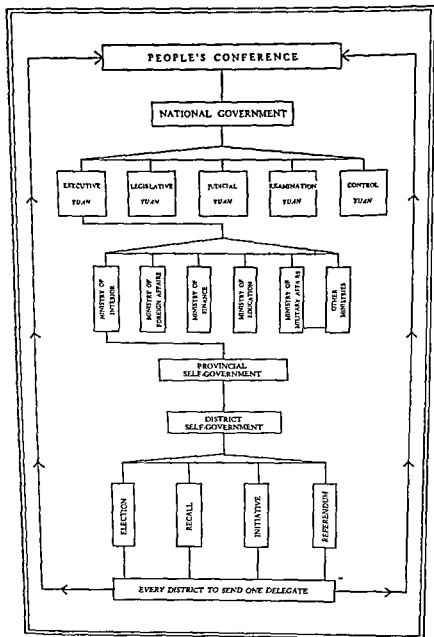 PEOPLE'S CONFERENCE
NATIONAL GOVERNMENT
EXECUTIVE
YUAN
LEGISLATIVE
YUAN
JUDICIAL
YUAN
EXAMINATION
YUAN
CONTROL
YUAN
MINISTRY OF
INTERIOR
MINISTRY OF
FOREIGN AFFAIRS
MINISTRY OF
FINANCE
MINISTRY OF
EDUCATION
MINISTRY OF
MILITARY AFFAIRS
OTHER
MINISTRIES
PROVINCIAL
SELF-GOVERNMENT
DISTRICT
SELF-GOVERNMENT
ELECTION
RECALL
INITIATIVE
REFERENDUM
EVERY DISTRICT TO SEND ONE DELEGATE